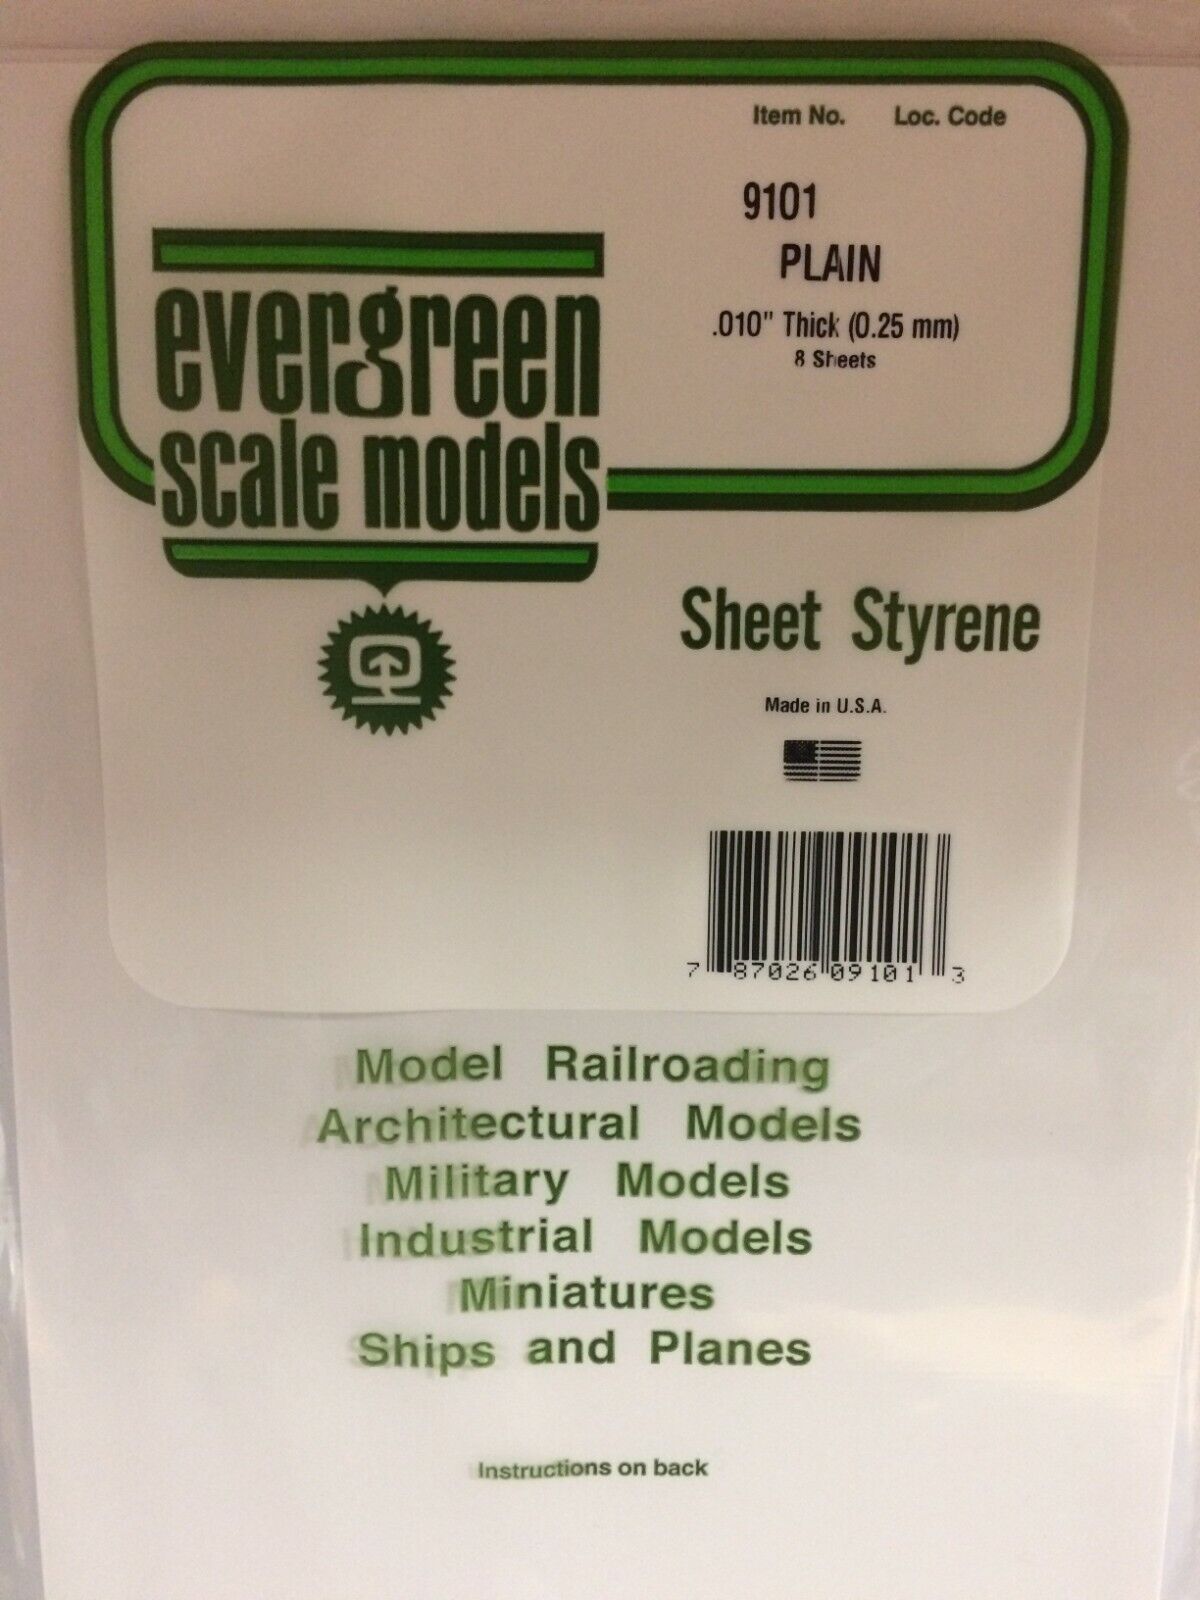 Item No. Loc. Code
9101
PLAIN
.010" Thick (0.25 mm)
8 Sheets
evergreen
scale models
Sheet Styrene
Made in U.S.A.
7 87026 09101 3
Model Railroading
Architectural Models
Military Models
Industrial Models
Miniatures
Ships and Planes
Instructions on back